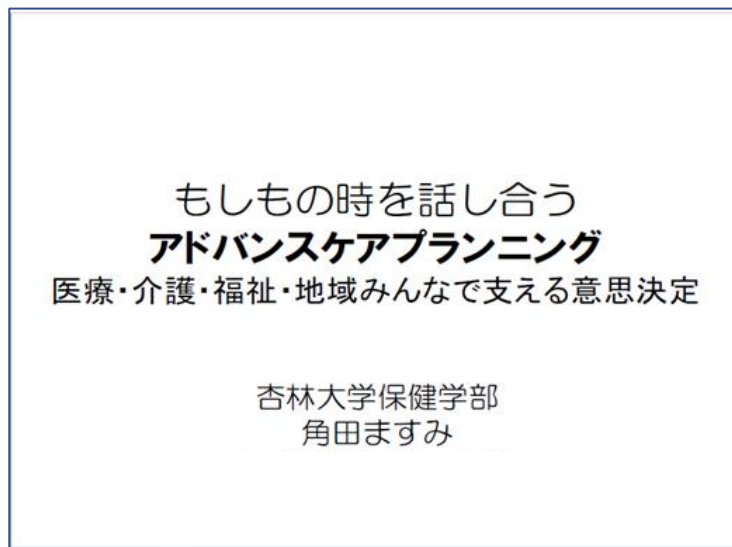 もしもの時を話し合う
アドバンスケアプランニング
医療・介護・福祉・地域みんなで支える意思決定
杏林大学保健学部
角田ますみ